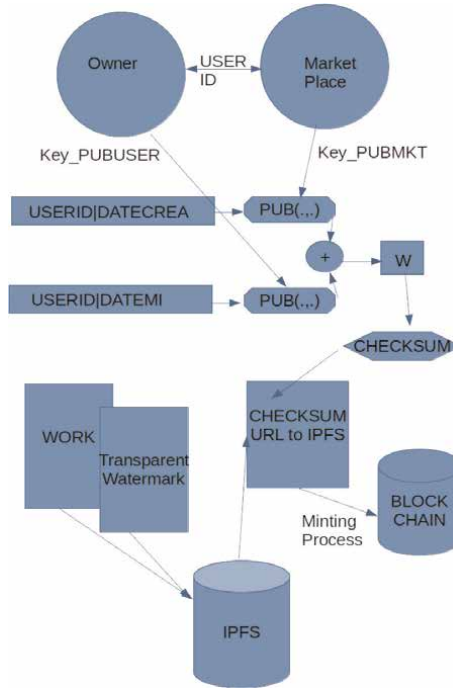 Owner
USER
ID
Market
Place
Key_PUBUSER
Key_PUBMKT
USERID|DATECREA
PUB(.,.)
+
W
USERID|DATEMI
PUB(.,.)
CHECKSUM
WORK
Transparent
Watermark
CHECKSUM
URL to IPFS
BLOCK
CHAIN
Minting
Process
IPFS